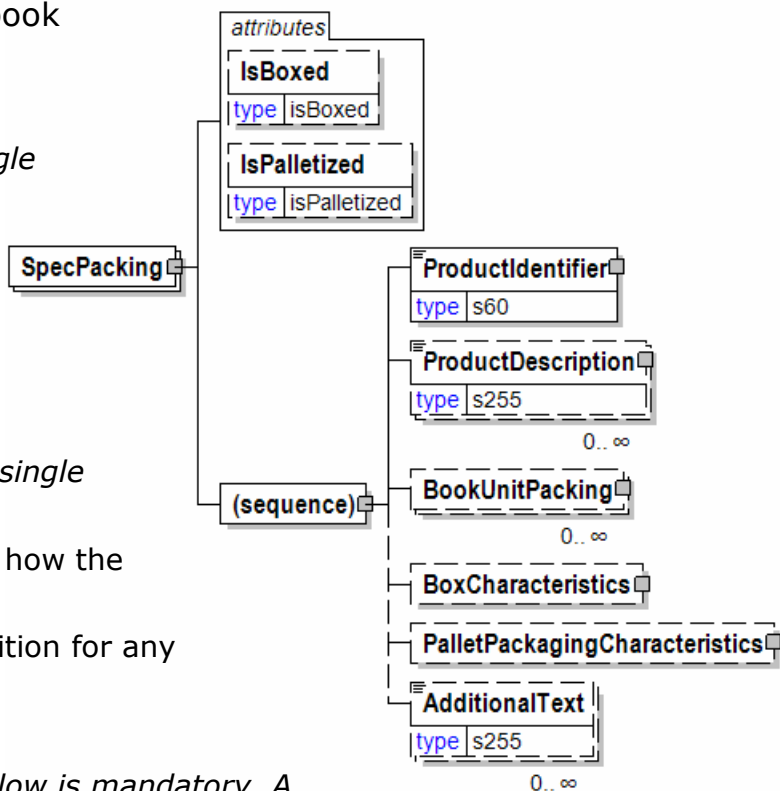 ook
gle
single
how the
ition for any
low is mandatory. A
attributes
IsBoxed
type isBoxed
IsPalletized
type isPalletized
SpecPacking
ProductIdentifier
type s60
ProductDescription
type s255
0.. ∞
(sequence)
BookUnitPacking
0.. ∞
BoxCharacteristics
PalletPackagingCharacteristics
AdditionalText
type s255
0.. ∞